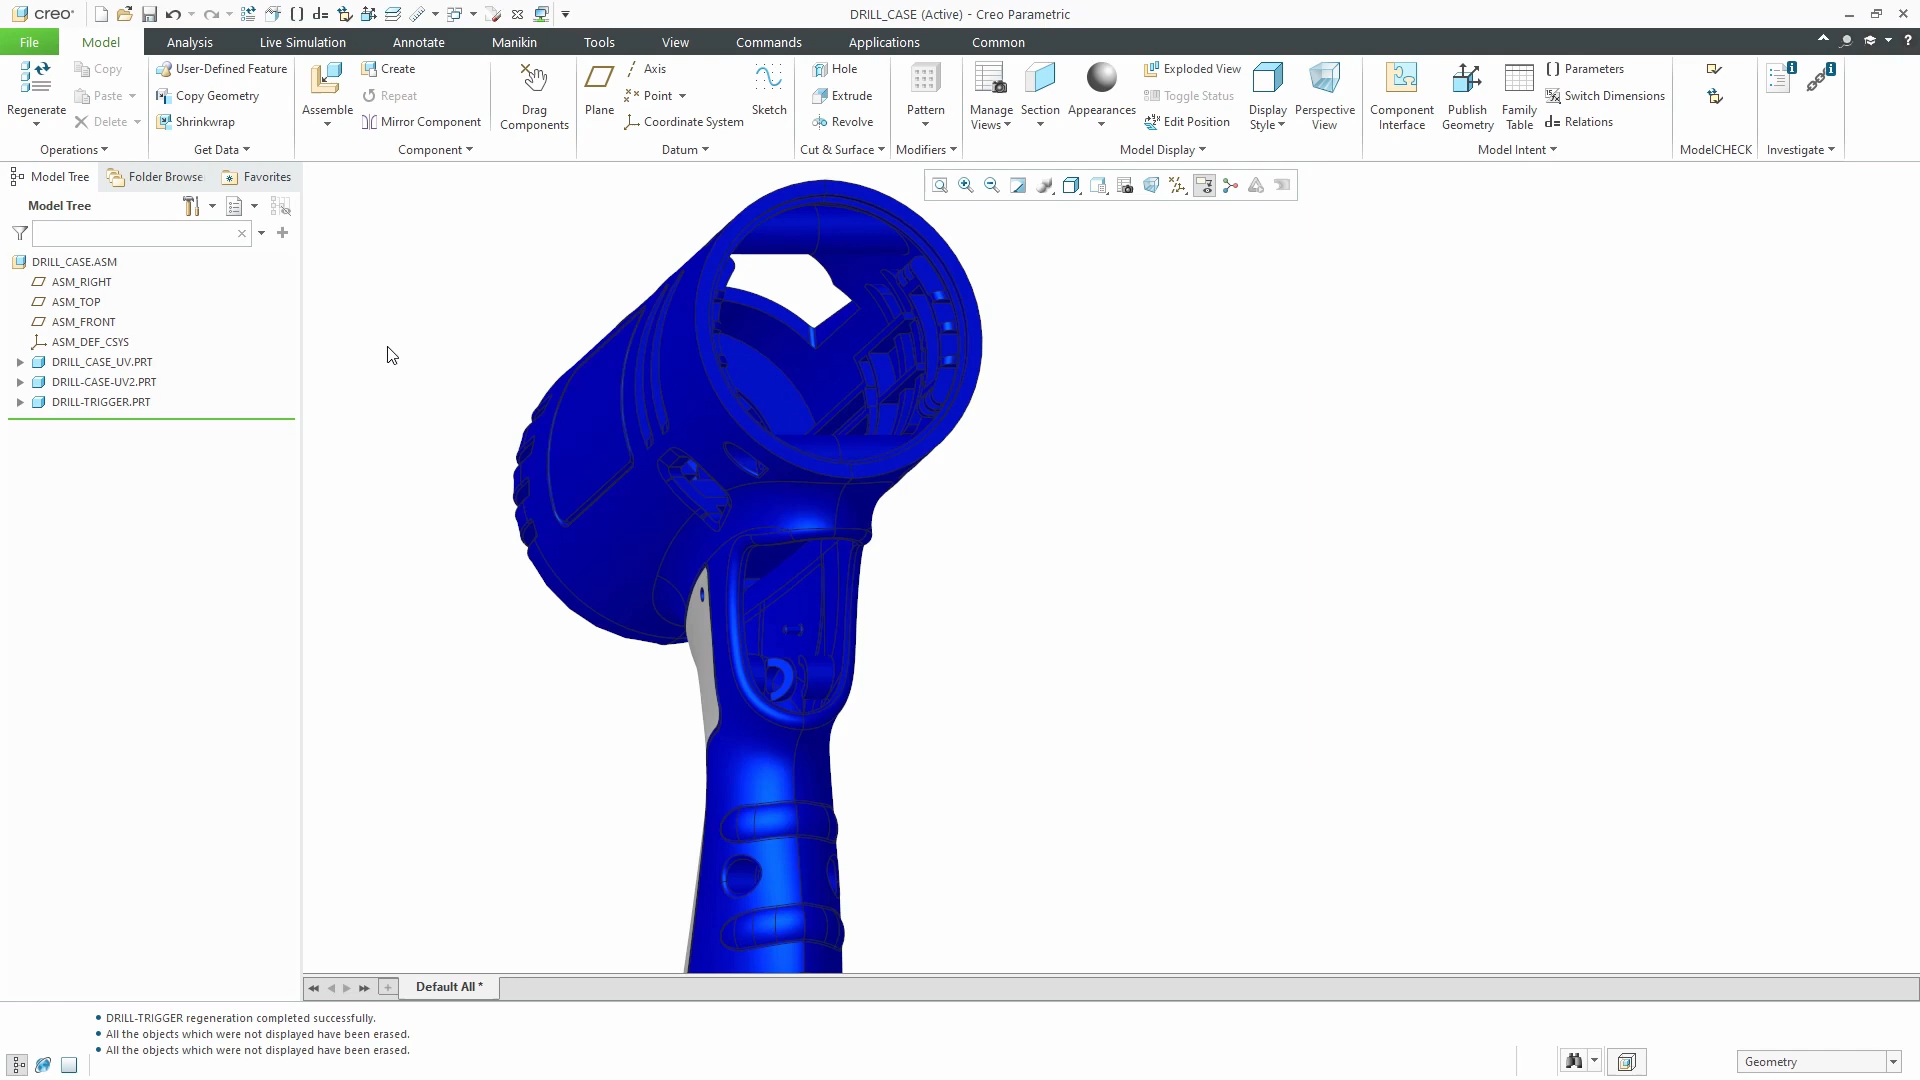 creo
DRILL_CASE (Active) - Creo Parametric
File
Model
Analysis
Live Simulation
Annotate
Manikin
Tools
View
Commands
Applications
Common
Regenerate
Copy
Paste
Delete
Operations
User-Defined Feature
Copy Geometry
Shrinkwrap
Get Data
Assemble
Create
Repeat
Mirror Component
Component
Drag
Components
Plane
Axis
Point
Coordinate System
Sketch
Datum
Hole
Extrude
Revolve
Cut & Surface
Pattern
Modifiers
Manage
Views
Section
Appearances
Exploded View
Toggle Status
Edit Position
Display
Style
Perspective
View
Model Display
Component
Interface
Publish
Geometry
Family
Table
Parameters
Switch Dimensions
d= Relations
Model Intent
ModelCHECK
Investigate
Model Tree
Folder Browse
Favorites
Model Tree
DRILL_CASE.ASM
ASM_RIGHT
ASM_TOP
ASM_FRONT
ASM_DEF_CSYS
DRILL_CASE_UV.PRT
DRILL-CASE-UV2.PRT
DRILL-TRIGGER.PRT
Default All *
• DRILL-TRIGGER regeneration completed successfully.
• All the objects which were not displayed have been erased.
• All the objects which were not displayed have been erased.
Geometry